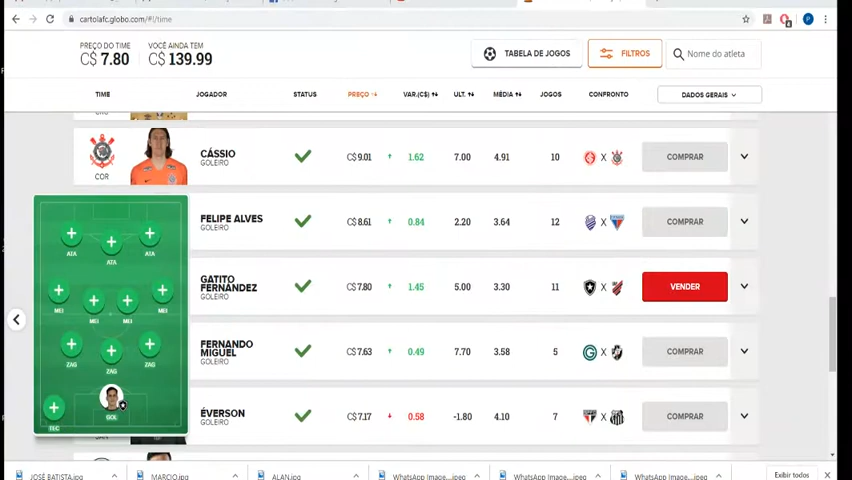 cartolafc.globo.com/#!/time
PREÇO DO TIME
C$ 7.80
VOCÊ AINDA TEM
C$ 139.99
TABELA DE JOGOS
FILTROS
Nome do atleta
TIME JOGADOR STATUS PREÇO VAR.(C$) ULT. MÉDIA JOGOS CONFRONTO DADOS GERAIS
COR
CÁSSIO
GOLEIRO
C$ 9.01 1.62 7.00 4.91 10 X COMPRAR
FELIPE ALVES
GOLEIRO
C$ 8.61 0.84 2.20 3.64 12 X COMPRAR
GATITO
FERNÁNDEZ
GOLEIRO
C$ 7.80 1.45 5.00 3.30 11 X VENDER
FERNANDO
MIGUEL
GOLEIRO
C$ 7.63 0.49 7.70 3.58 5 X COMPRAR
ÉVERSON
GOLEIRO
C$ 7.17 0.58 -1.80 4.10 7 X COMPRAR
ATA ATA ATA
MEI MEI MEI MEI
ZAG ZAG ZAG
GOL
TEC
JOSÉ BATISTA.jpg
MARCIO.jpg
ALAN.jpg
WhatsApp Image....jpeg
WhatsApp Image....jpeg
WhatsApp Image....jpeg
Exibir todos